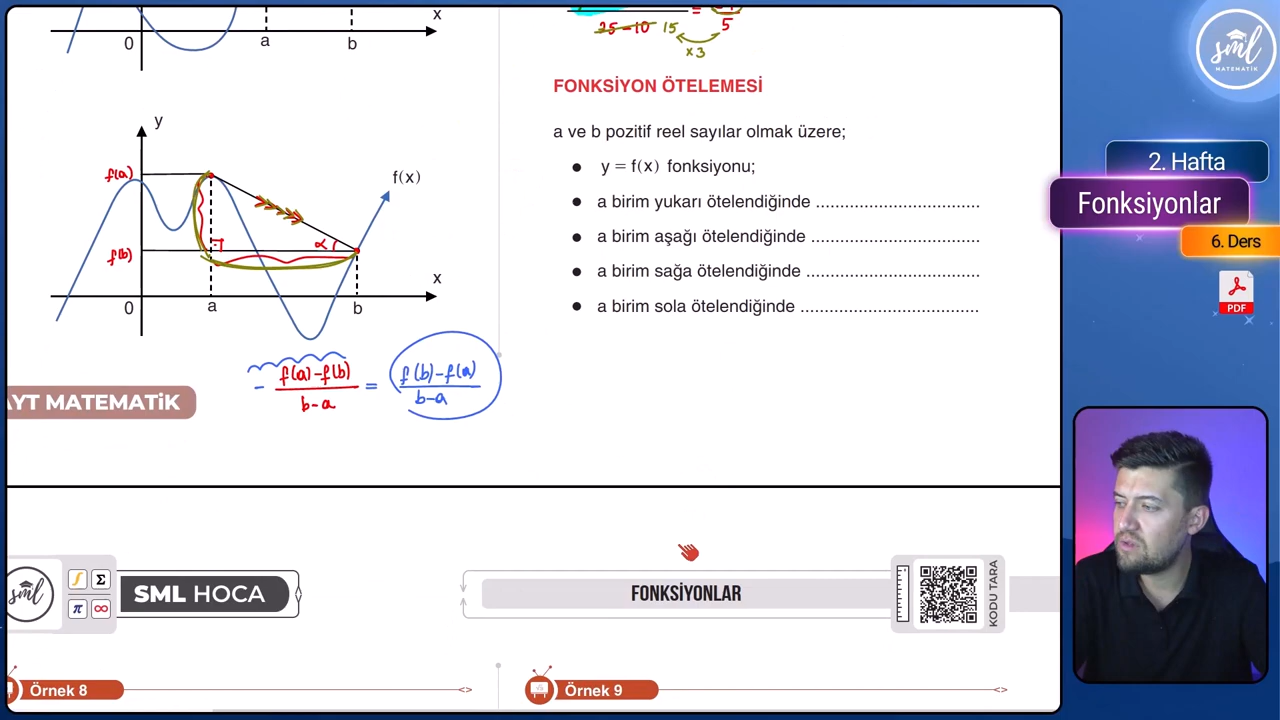 x
0
a
b
y
f(a)
f(x)
f(b)
α
x
0
a
b
- f(a)-f(b) / b-a = f(b)-f(a) / b-a
AYT MATEMATiK
25-10 15
=
5
x3
FONKSİYON ÖTELEMESİ
a ve b pozitif reel sayılar olmak üzere;
• y = f(x) fonksiyonu;
• a birim yukarı ötelendiğinde ..................................
• a birim aşağı ötelendiğinde ...................................
• a birim sağa ötelendiğinde ....................................
• a birim sola ötelendiğinde .....................................
sml
MATEMATİK
2. Hafta
Fonksiyonlar
6. Ders
PDF
sml
∫ Σ
π ∞
SML HOCA
FONKSİYONLAR
KODU TARA
Örnek 8
<>
Örnek 9
<>